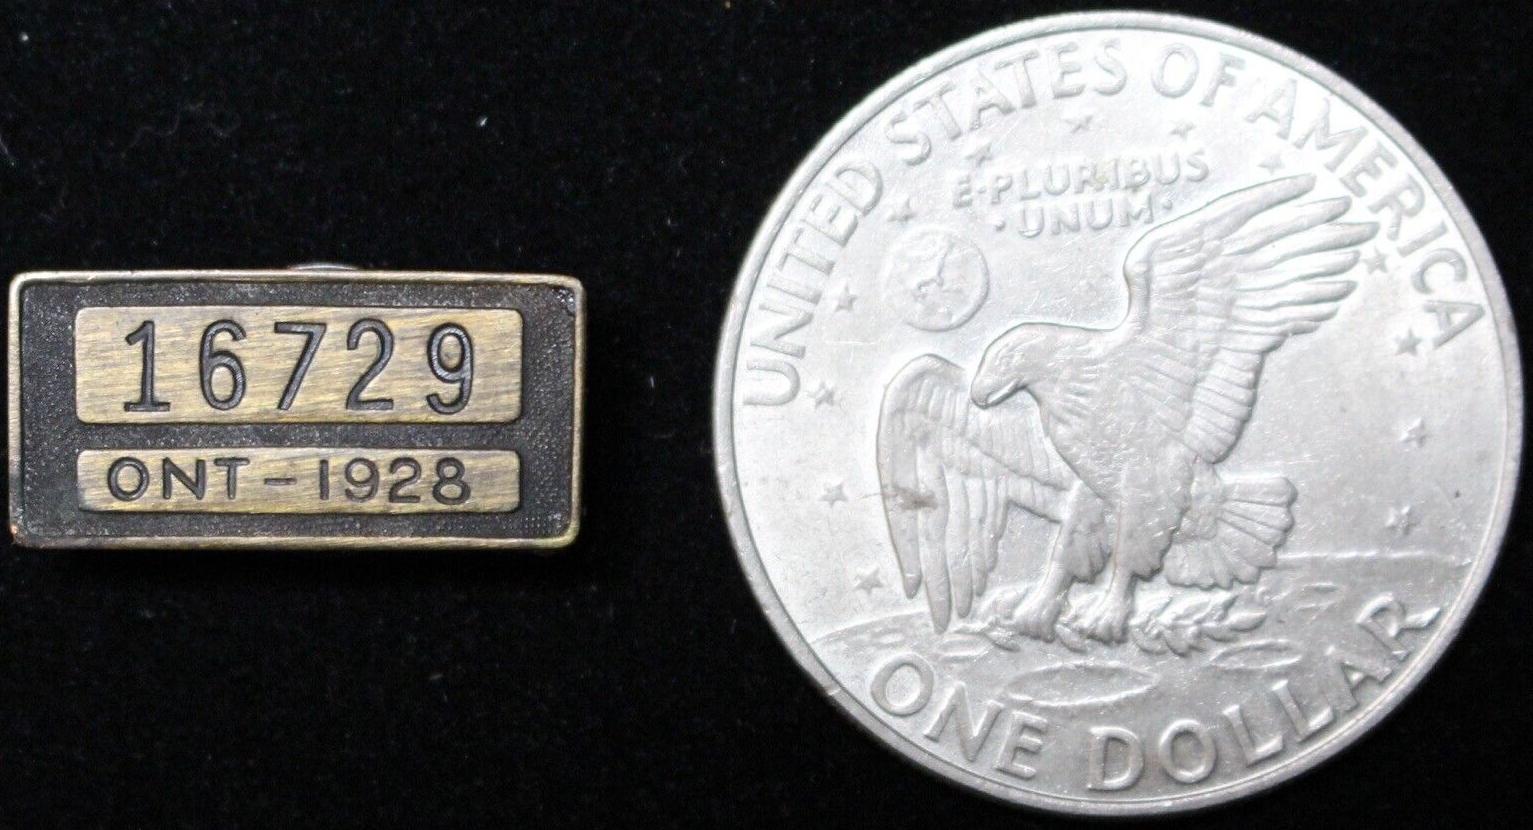 16729
ONT - 1928
UNITED STATES OF AMERICA
E·PLURIBUS
·UNUM·
ONE DOLLAR